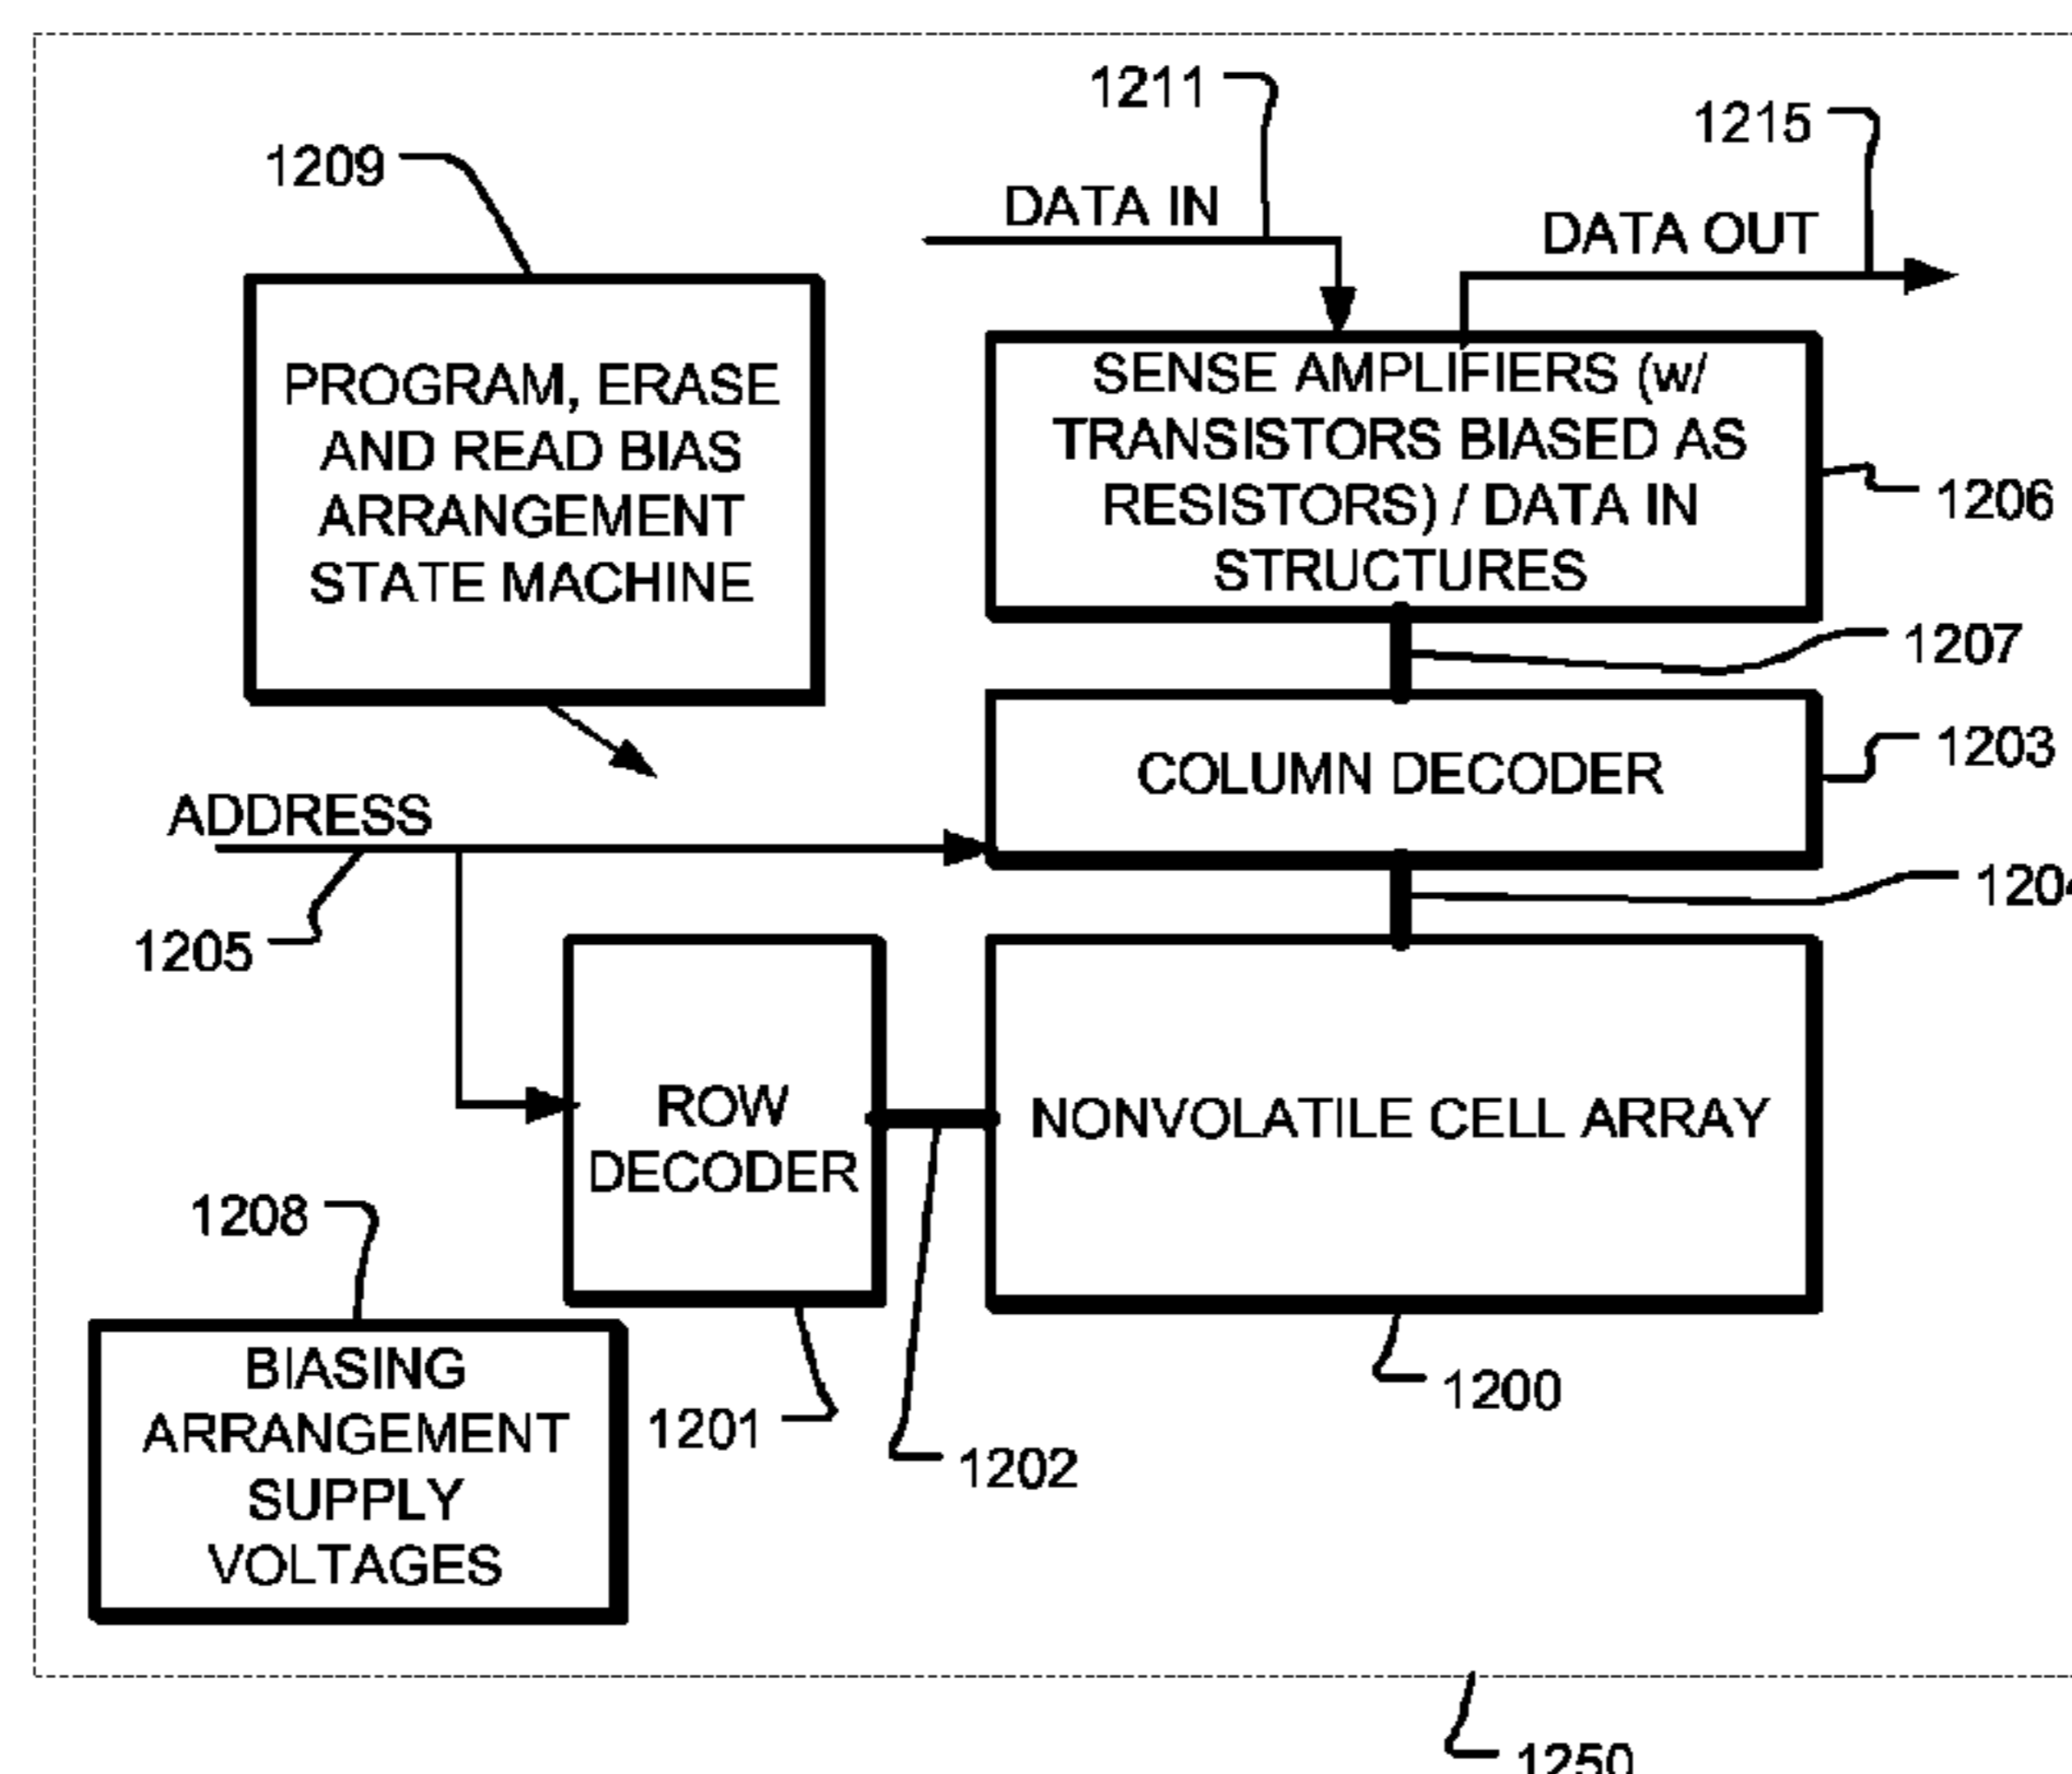 1211
1215
1209
DATA IN
DATA OUT
PROGRAM, ERASE
AND READ BIAS
ARRANGEMENT
STATE MACHINE
SENSE AMPLIFIERS (w/
TRANSISTORS BIASED AS
RESISTORS) / DATA IN
STRUCTURES
1206
1207
COLUMN DECODER
1203
ADDRESS
1205
ROW
DECODER
NONVOLATILE CELL ARRAY
1208
BIASING
ARRANGEMENT
SUPPLY
VOLTAGES
1201
1202
1200
1250